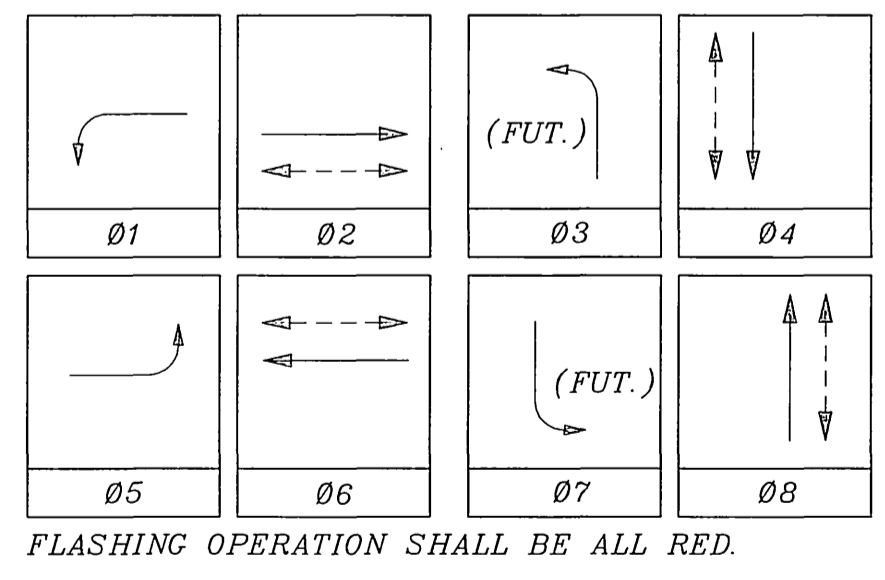 (FUT.)
Ø1 Ø2 Ø3 Ø4
(FUT.)
Ø5 Ø6 Ø7 Ø8
FLASHING OPERATION SHALL BE ALL RED.